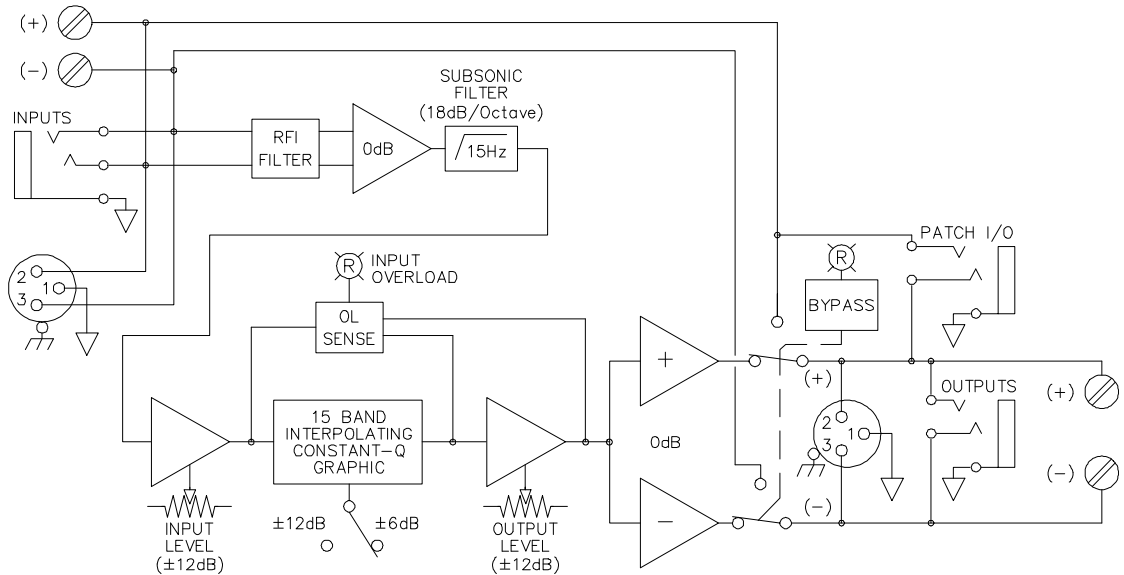 (+)
(-)
INPUTS
RFI
FILTER
0dB
SUBSONIC
FILTER
(18dB/Octave)
15Hz
2
1
3
R
INPUT
OVERLOAD
OL
SENSE
15 BAND
INTERPOLATING
CONSTANT-Q
GRAPHIC
INPUT
LEVEL
(±12dB)
±12dB
±6dB
OUTPUT
LEVEL
(±12dB)
+
0dB
−
R
BYPASS
PATCH I/O
(+)
2
1
3
(-)
OUTPUTS
(+)
(-)